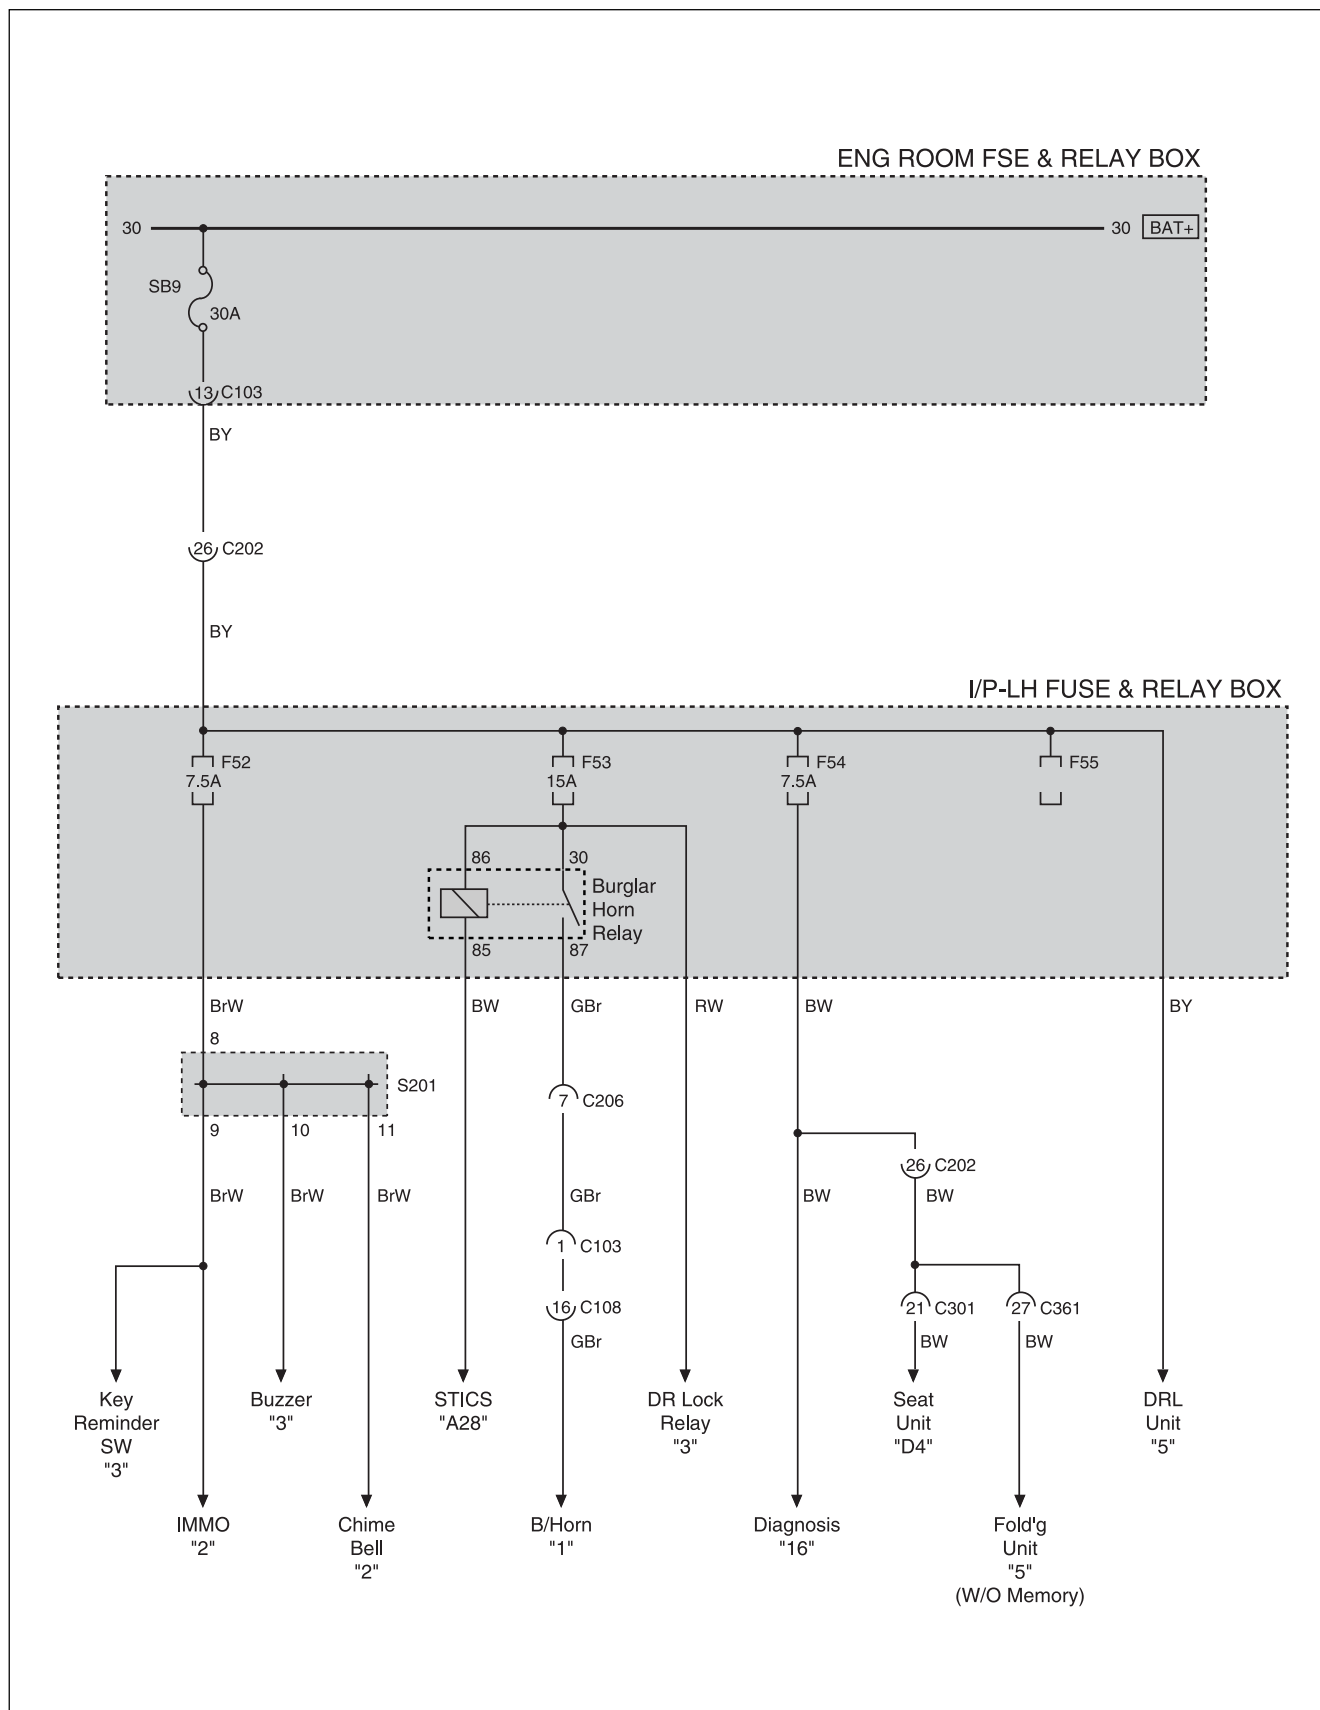 ENG ROOM FSE & RELAY BOX
30
30 BAT+
SB9
30A
13 C103
BY
26 C202
BY
I/P-LH FUSE & RELAY BOX
F52
7.5A
F53
15A
F54
7.5A
F55
86
30
Burglar
Horn
Relay
85
87
BrW
BW
GBr
RW
BW
BY
8
S201
7 C206
9
10
11
26 C202
BrW
BrW
BrW
GBr
BW
BW
1 C103
16 C108
21 C301
27 C361
GBr
BW
BW
Key
Reminder
SW
"3"
Buzzer
"3"
STICS
"A28"
DR Lock
Relay
"3"
Seat
Unit
"D4"
DRL
Unit
"5"
IMMO
"2"
Chime
Bell
"2"
B/Horn
"1"
Diagnosis
"16"
Fold'g
Unit
"5"
(W/O Memory)